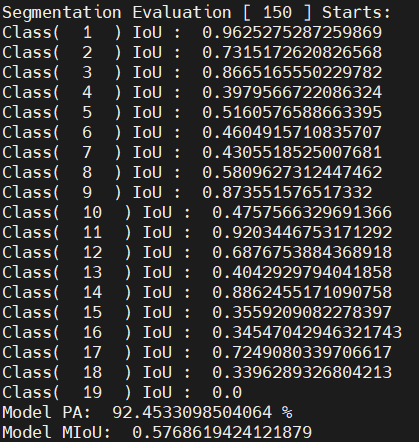 Segmentation Evaluation [ 150 ] Starts:
Class( 1 ) IoU : 0.9625275287259869
Class( 2 ) IoU : 0.7315172620826568
Class( 3 ) IoU : 0.8665165550229782
Class( 4 ) IoU : 0.3979566722086324
Class( 5 ) IoU : 0.5160576588663395
Class( 6 ) IoU : 0.4604915710835707
Class( 7 ) IoU : 0.4305518525007681
Class( 8 ) IoU : 0.5809627312447462
Class( 9 ) IoU : 0.873551576517332
Class( 10 ) IoU : 0.4757566329691366
Class( 11 ) IoU : 0.9203446753171292
Class( 12 ) IoU : 0.6876753884368918
Class( 13 ) IoU : 0.4042929794041858
Class( 14 ) IoU : 0.8862455171090758
Class( 15 ) IoU : 0.3559209082278397
Class( 16 ) IoU : 0.34547042946321743
Class( 17 ) IoU : 0.7249080339706617
Class( 18 ) IoU : 0.3396289326804213
Class( 19 ) IoU : 0.0
Model PA: 92.4533098504064 %
Model MIoU: 0.5768619424121879